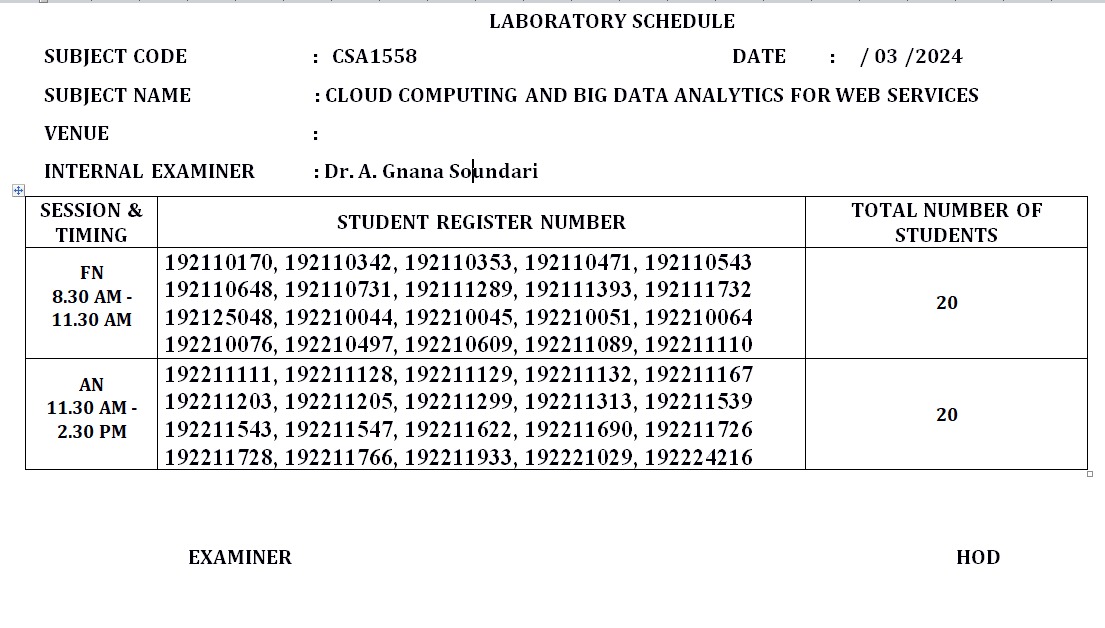 LABORATORY SCHEDULE
SUBJECT CODE : CSA1558 DATE : / 03 /2024
SUBJECT NAME : CLOUD COMPUTING AND BIG DATA ANALYTICS FOR WEB SERVICES
VENUE :
INTERNAL EXAMINER : Dr. A. Gnana Soundari
SESSION &
TIMING
STUDENT REGISTER NUMBER
TOTAL NUMBER OF
STUDENTS
FN
8.30 AM -
11.30 AM
192110170, 192110342, 192110353, 192110471, 192110543
192110648, 192110731, 192111289, 192111393, 192111732
192125048, 192210044, 192210045, 192210051, 192210064
192210076, 192210497, 192210609, 192211089, 192211110
20
AN
11.30 AM -
2.30 PM
192211111, 192211128, 192211129, 192211132, 192211167
192211203, 192211205, 192211299, 192211313, 192211539
192211543, 192211547, 192211622, 192211690, 192211726
192211728, 192211766, 192211933, 192221029, 192224216
20
EXAMINER HOD